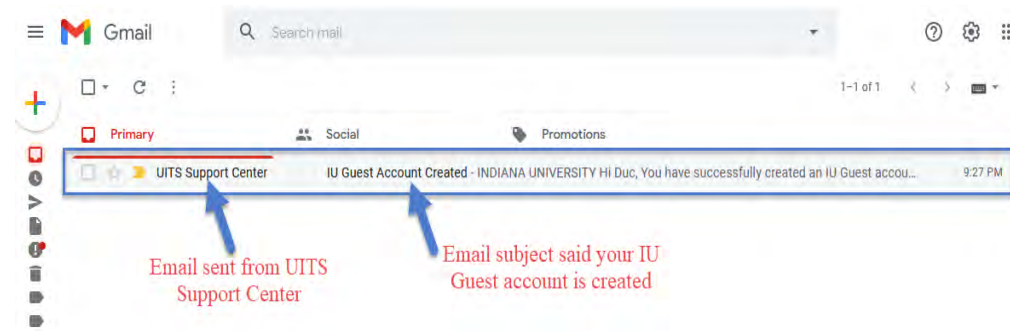 Gmail
Search mail
1-1 of 1
Primary Social Promotions
UITS Support Center IU Guest Account Created - INDIANA UNIVERSITY Hi Duc, You have successfully created an IU Guest accou... 9:27 PM
Email sent from UITS
Support Center
Email subject said your IU
Guest account is created